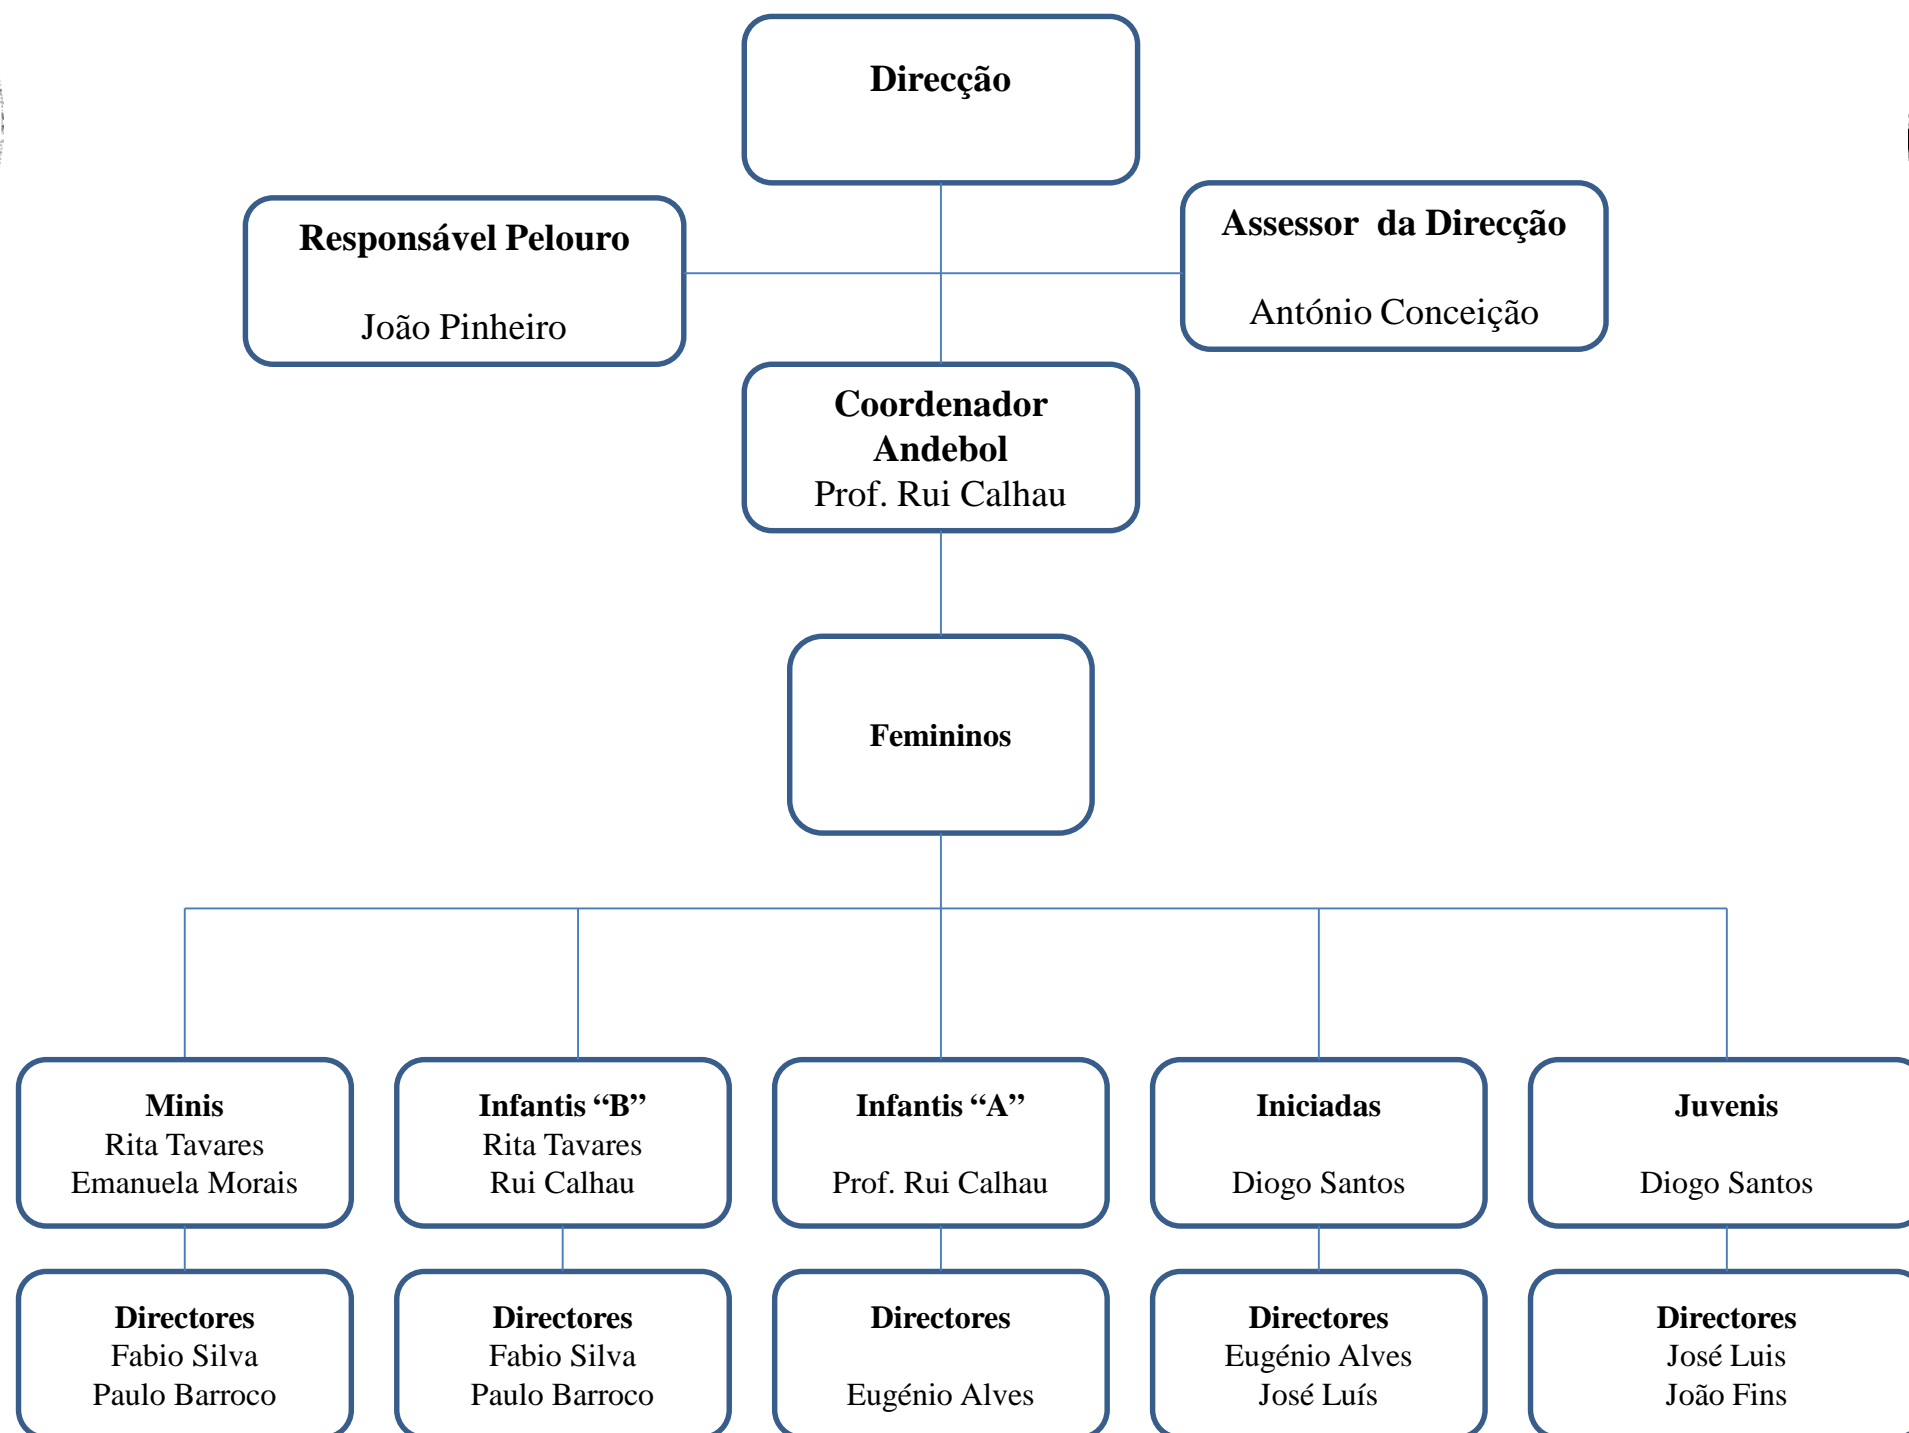 Direcção
Responsável Pelouro
João Pinheiro
Assessor da Direcção
António Conceição
Coordenador
Andebol
Prof. Rui Calhau
Femininos
Minis
Rita Tavares
Emanuela Morais
Infantis “B”
Rita Tavares
Rui Calhau
Infantis “A”
Prof. Rui Calhau
Iniciadas
Diogo Santos
Juvenis
Diogo Santos
Directores
Fabio Silva
Paulo Barroco
Directores
Fabio Silva
Paulo Barroco
Directores
Eugénio Alves
Directores
Eugénio Alves
José Luís
Directores
José Luis
João Fins